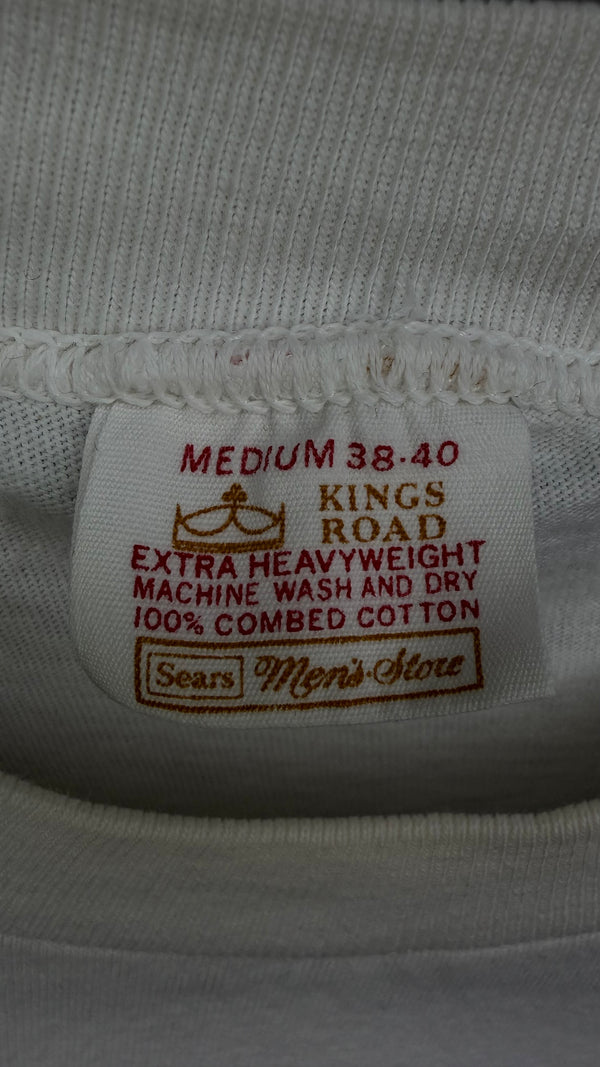 MEDIUM 38-40
KINGS
ROAD
EXTRA HEAVYWEIGHT
MACHINE WASH AND DRY
100% COMBED COTTON
Sears Men's Store